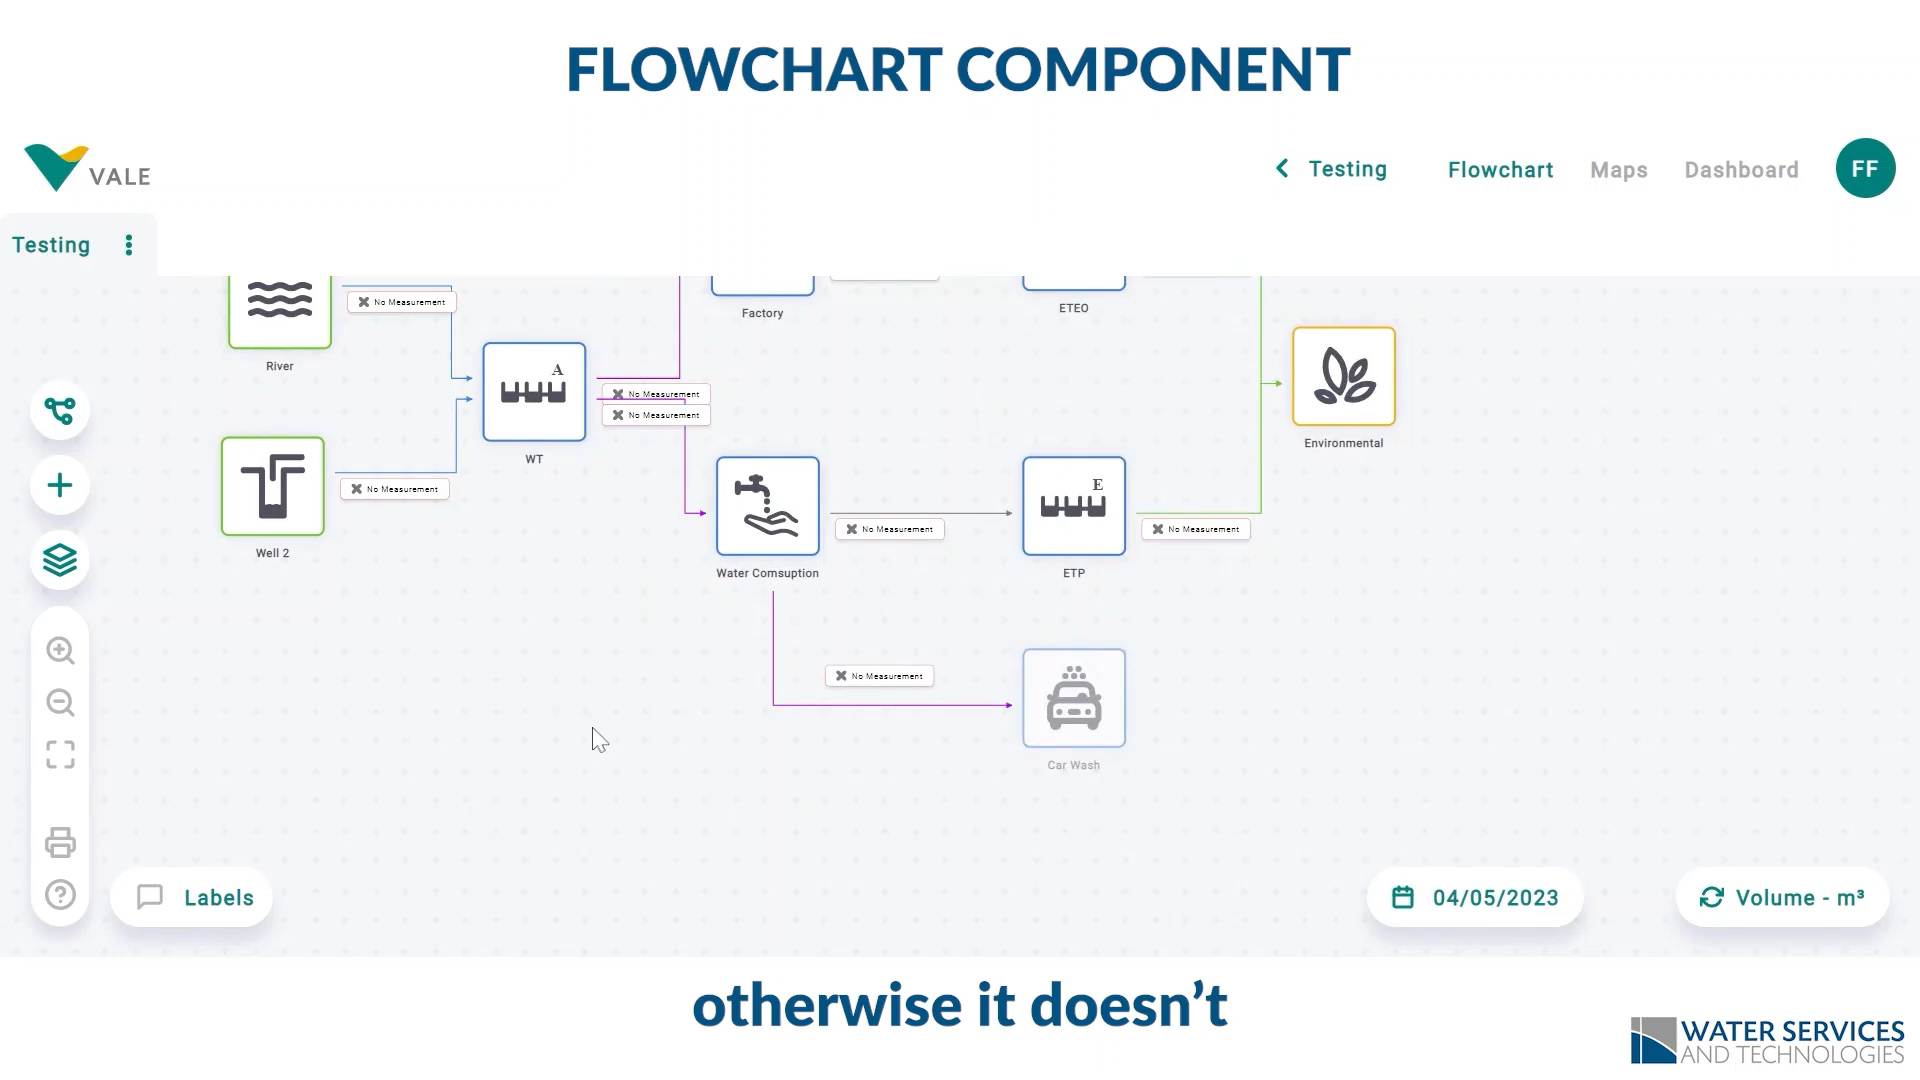 FLOWCHART COMPONENT
VALE
Testing
Flowchart
Maps
Dashboard
FF
Testing
No Measurement
River
Factory
ETEO
A
WT
No Measurement
No Measurement
Environmental
Well 2
No Measurement
Water Comsuption
No Measurement
E
ETP
No Measurement
No Measurement
Car Wash
Labels
04/05/2023
Volume - m³
otherwise it doesn’t
WATER SERVICES
AND TECHNOLOGIES